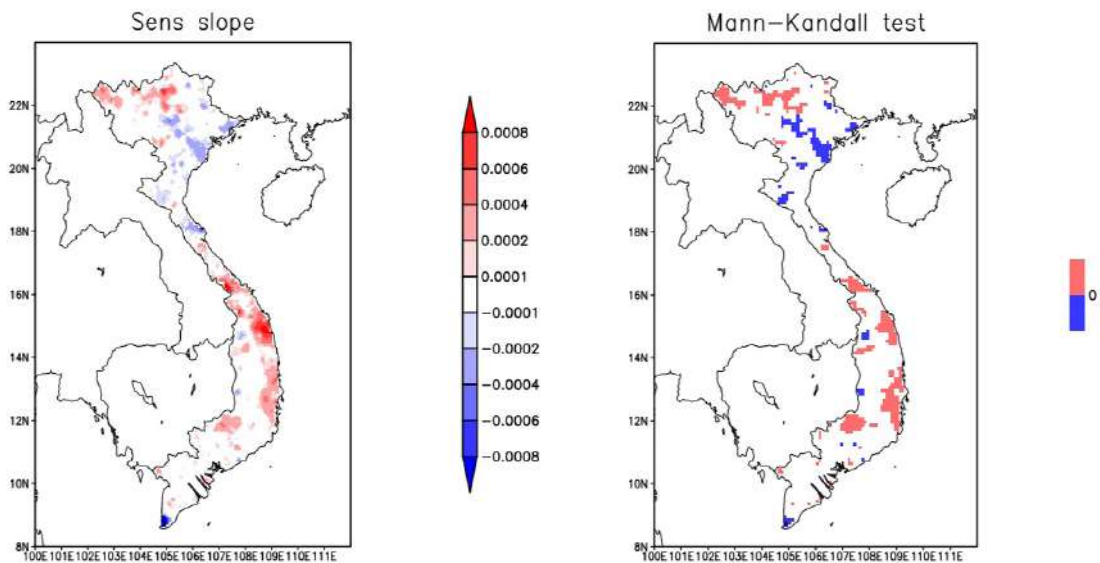 Sens slope
Mann-Kandall test
22N
20N
18N
16N
14N
12N
10N
8N
100E 101E 102E 103E 104E 105E 106E 107E 108E 109E 110E 111E
0.0008
0.0006
0.0004
0.0002
0.0001
-0.0001
-0.0002
-0.0004
-0.0006
-0.0008
22N
20N
18N
16N
14N
12N
10N
8N
100E 101E 102E 103E 104E 105E 106E 107E 108E 109E 110E 111E
0